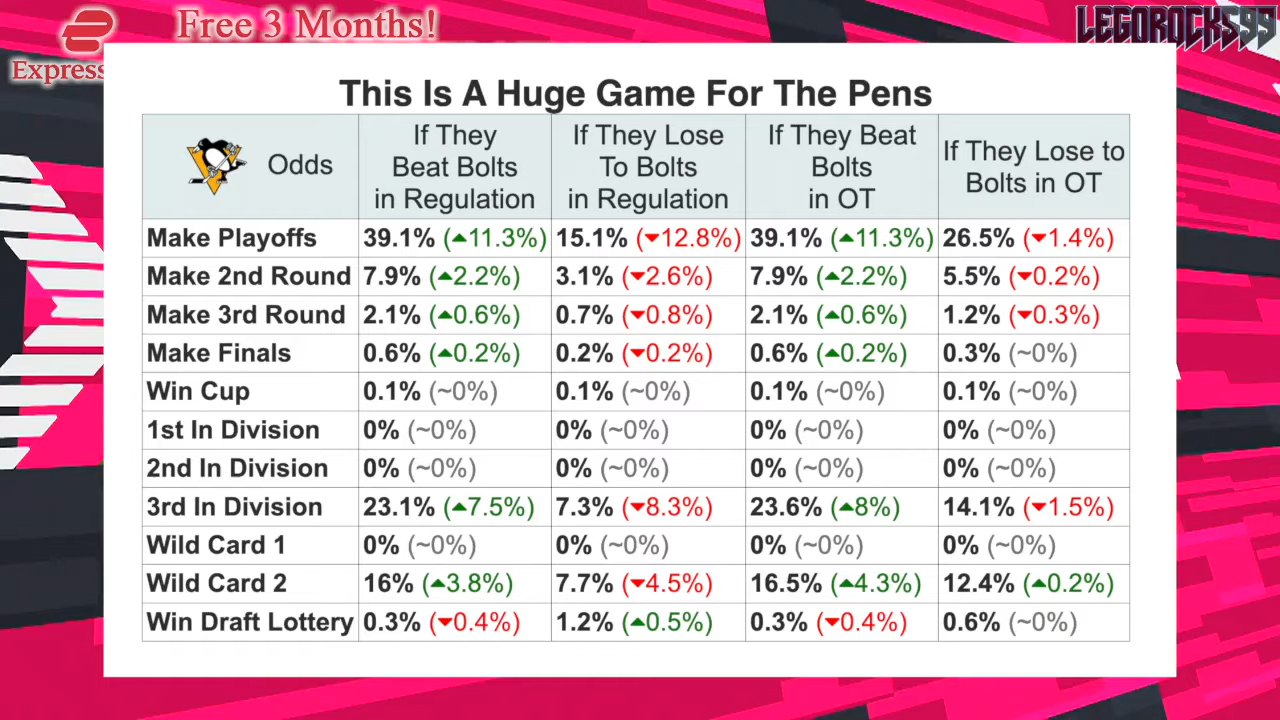 Free 3 Months!
LEGOROCKS99
Express
This Is A Huge Game For The Pens
Odds
If They
Beat Bolts
in Regulation
If They Lose
To Bolts
in Regulation
If They Beat
Bolts
in OT
If They Lose to
Bolts in OT
Make Playoffs 39.1% (▲11.3%) 15.1% (▼12.8%) 39.1% (▲11.3%) 26.5% (▼1.4%)
Make 2nd Round 7.9% (▲2.2%) 3.1% (▼2.6%) 7.9% (▲2.2%) 5.5% (▼0.2%)
Make 3rd Round 2.1% (▲0.6%) 0.7% (▼0.8%) 2.1% (▲0.6%) 1.2% (▼0.3%)
Make Finals 0.6% (▲0.2%) 0.2% (▼0.2%) 0.6% (▲0.2%) 0.3% (~0%)
Win Cup 0.1% (~0%) 0.1% (~0%) 0.1% (~0%) 0.1% (~0%)
1st In Division 0% (~0%) 0% (~0%) 0% (~0%) 0% (~0%)
2nd In Division 0% (~0%) 0% (~0%) 0% (~0%) 0% (~0%)
3rd In Division 23.1% (▲7.5%) 7.3% (▼8.3%) 23.6% (▲8%) 14.1% (▼1.5%)
Wild Card 1 0% (~0%) 0% (~0%) 0% (~0%) 0% (~0%)
Wild Card 2 16% (▲3.8%) 7.7% (▼4.5%) 16.5% (▲4.3%) 12.4% (▲0.2%)
Win Draft Lottery 0.3% (▼0.4%) 1.2% (▲0.5%) 0.3% (▼0.4%) 0.6% (~0%)